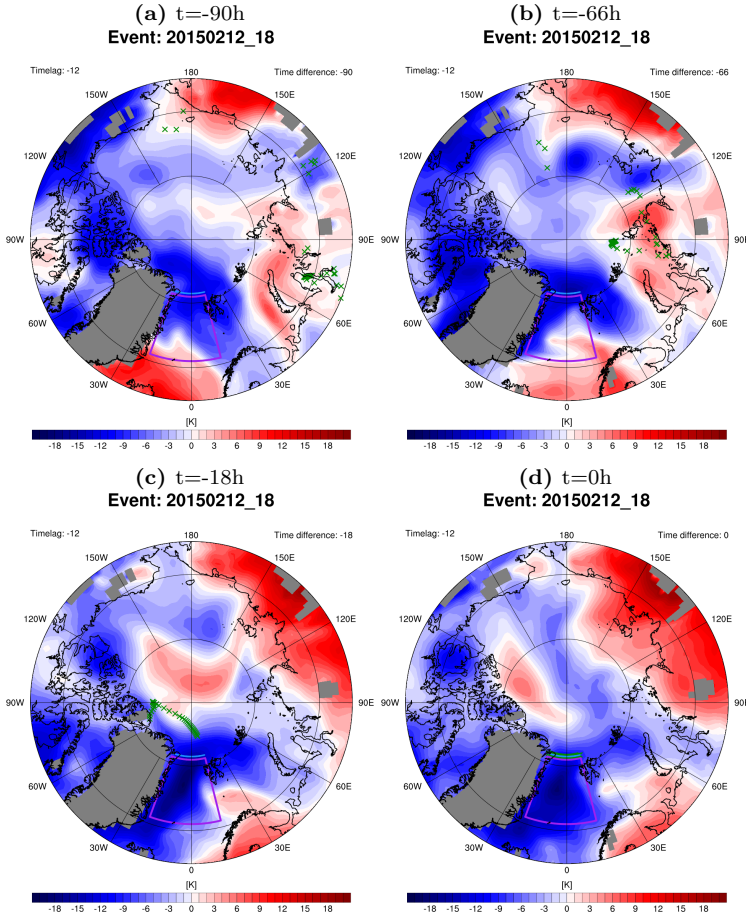 (a) t=-90h
Event: 20150212_18
Timelag: -12
Time difference: -90
180
150W
150E
120W
120E
90W
90E
60W
60E
30W
30E
0
[K]
-18 -15 -12 -9 -6 -3 0 3 6 9 12 15 18
(b) t=-66h
Event: 20150212_18
Timelag: -12
Time difference: -66
180
150W
150E
120W
120E
90W
90E
60W
60E
30W
30E
0
[K]
-18 -15 -12 -9 -6 -3 0 3 6 9 12 15 18
(c) t=-18h
Event: 20150212_18
Timelag: -12
Time difference: -18
180
150W
150E
120W
120E
90W
90E
60W
60E
30W
30E
0
[K]
-18 -15 -12 -9 -6 -3 0 3 6 9 12 15 18
(d) t=0h
Event: 20150212_18
Timelag: -12
Time difference: 0
180
150W
150E
120W
120E
90W
90E
60W
60E
30W
30E
0
[K]
-18 -15 -12 -9 -6 -3 0 3 6 9 12 15 18